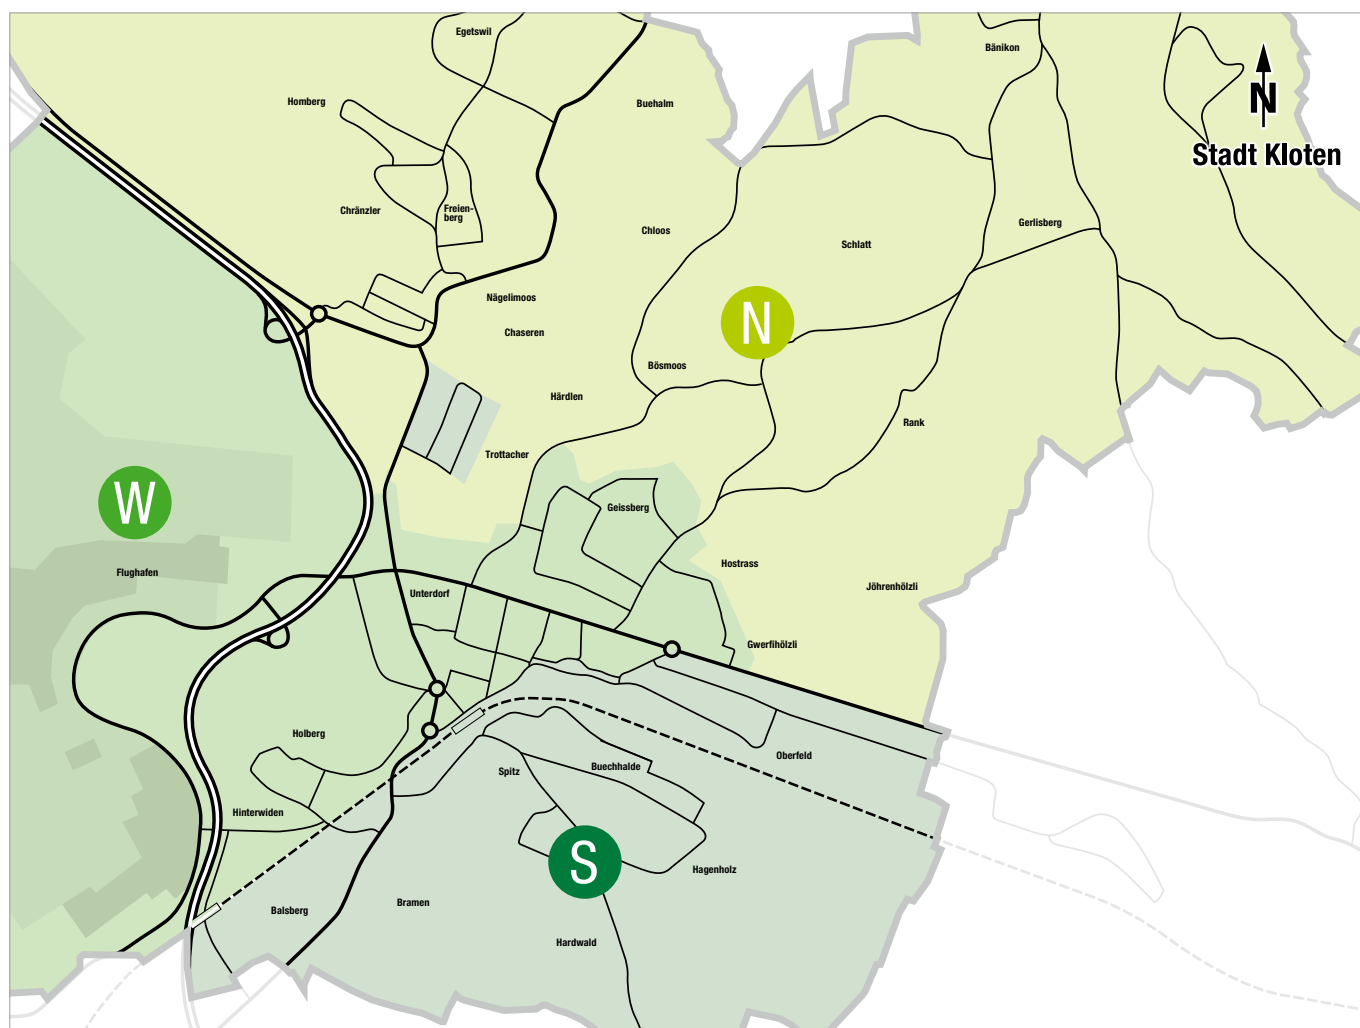 Egetswil
Bänikon
Homberg
Buehalm
N
Stadt Kloten
Chränzler
Freien-
berg
Chloos
Gerlisberg
Schlatt
Nägelimoos
Chaseren
N
Bösmoos
Härdlen
Rank
Trottacher
W
Geissberg
Flughafen
Hostrass
Jöhrenhölzli
Unterdorf
Gwerfihölzli
Holberg
Oberfeld
Spitz
Buechhalde
Hinterwiden
S
Hagenholz
Balsberg
Bramen
Hardwald